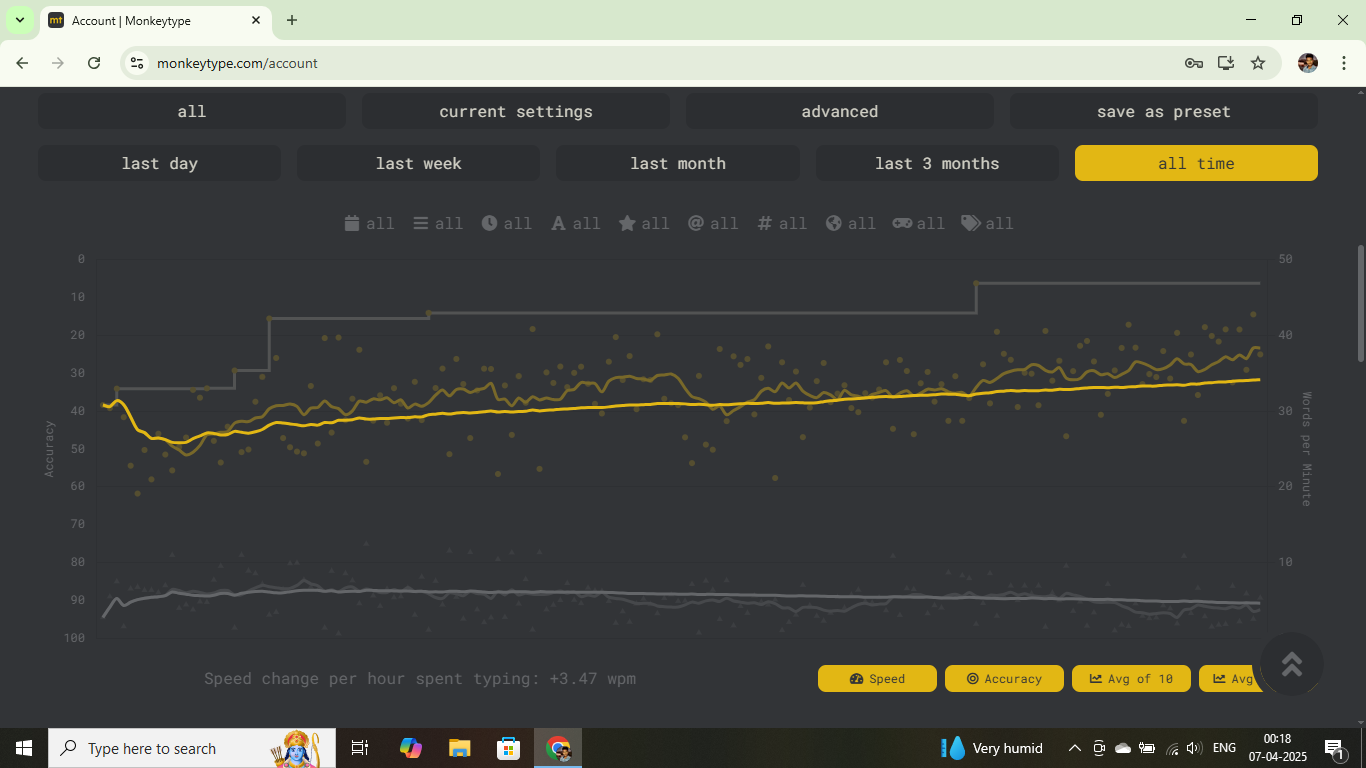 Account | Monkeytype
monkeytype.com/account
all current settings advanced save as preset
last day last week last month last 3 months all time
all all all all all all all all all all
0 50
10
20 40
30
40 30
50
60 20
70
80 10
90
100
Accuracy
Words per Minute
Speed change per hour spent typing: +3.47 wpm
Speed Accuracy Avg of 10 Avg
Type here to search
Very humid
ENG
00:18
07-04-2025
1